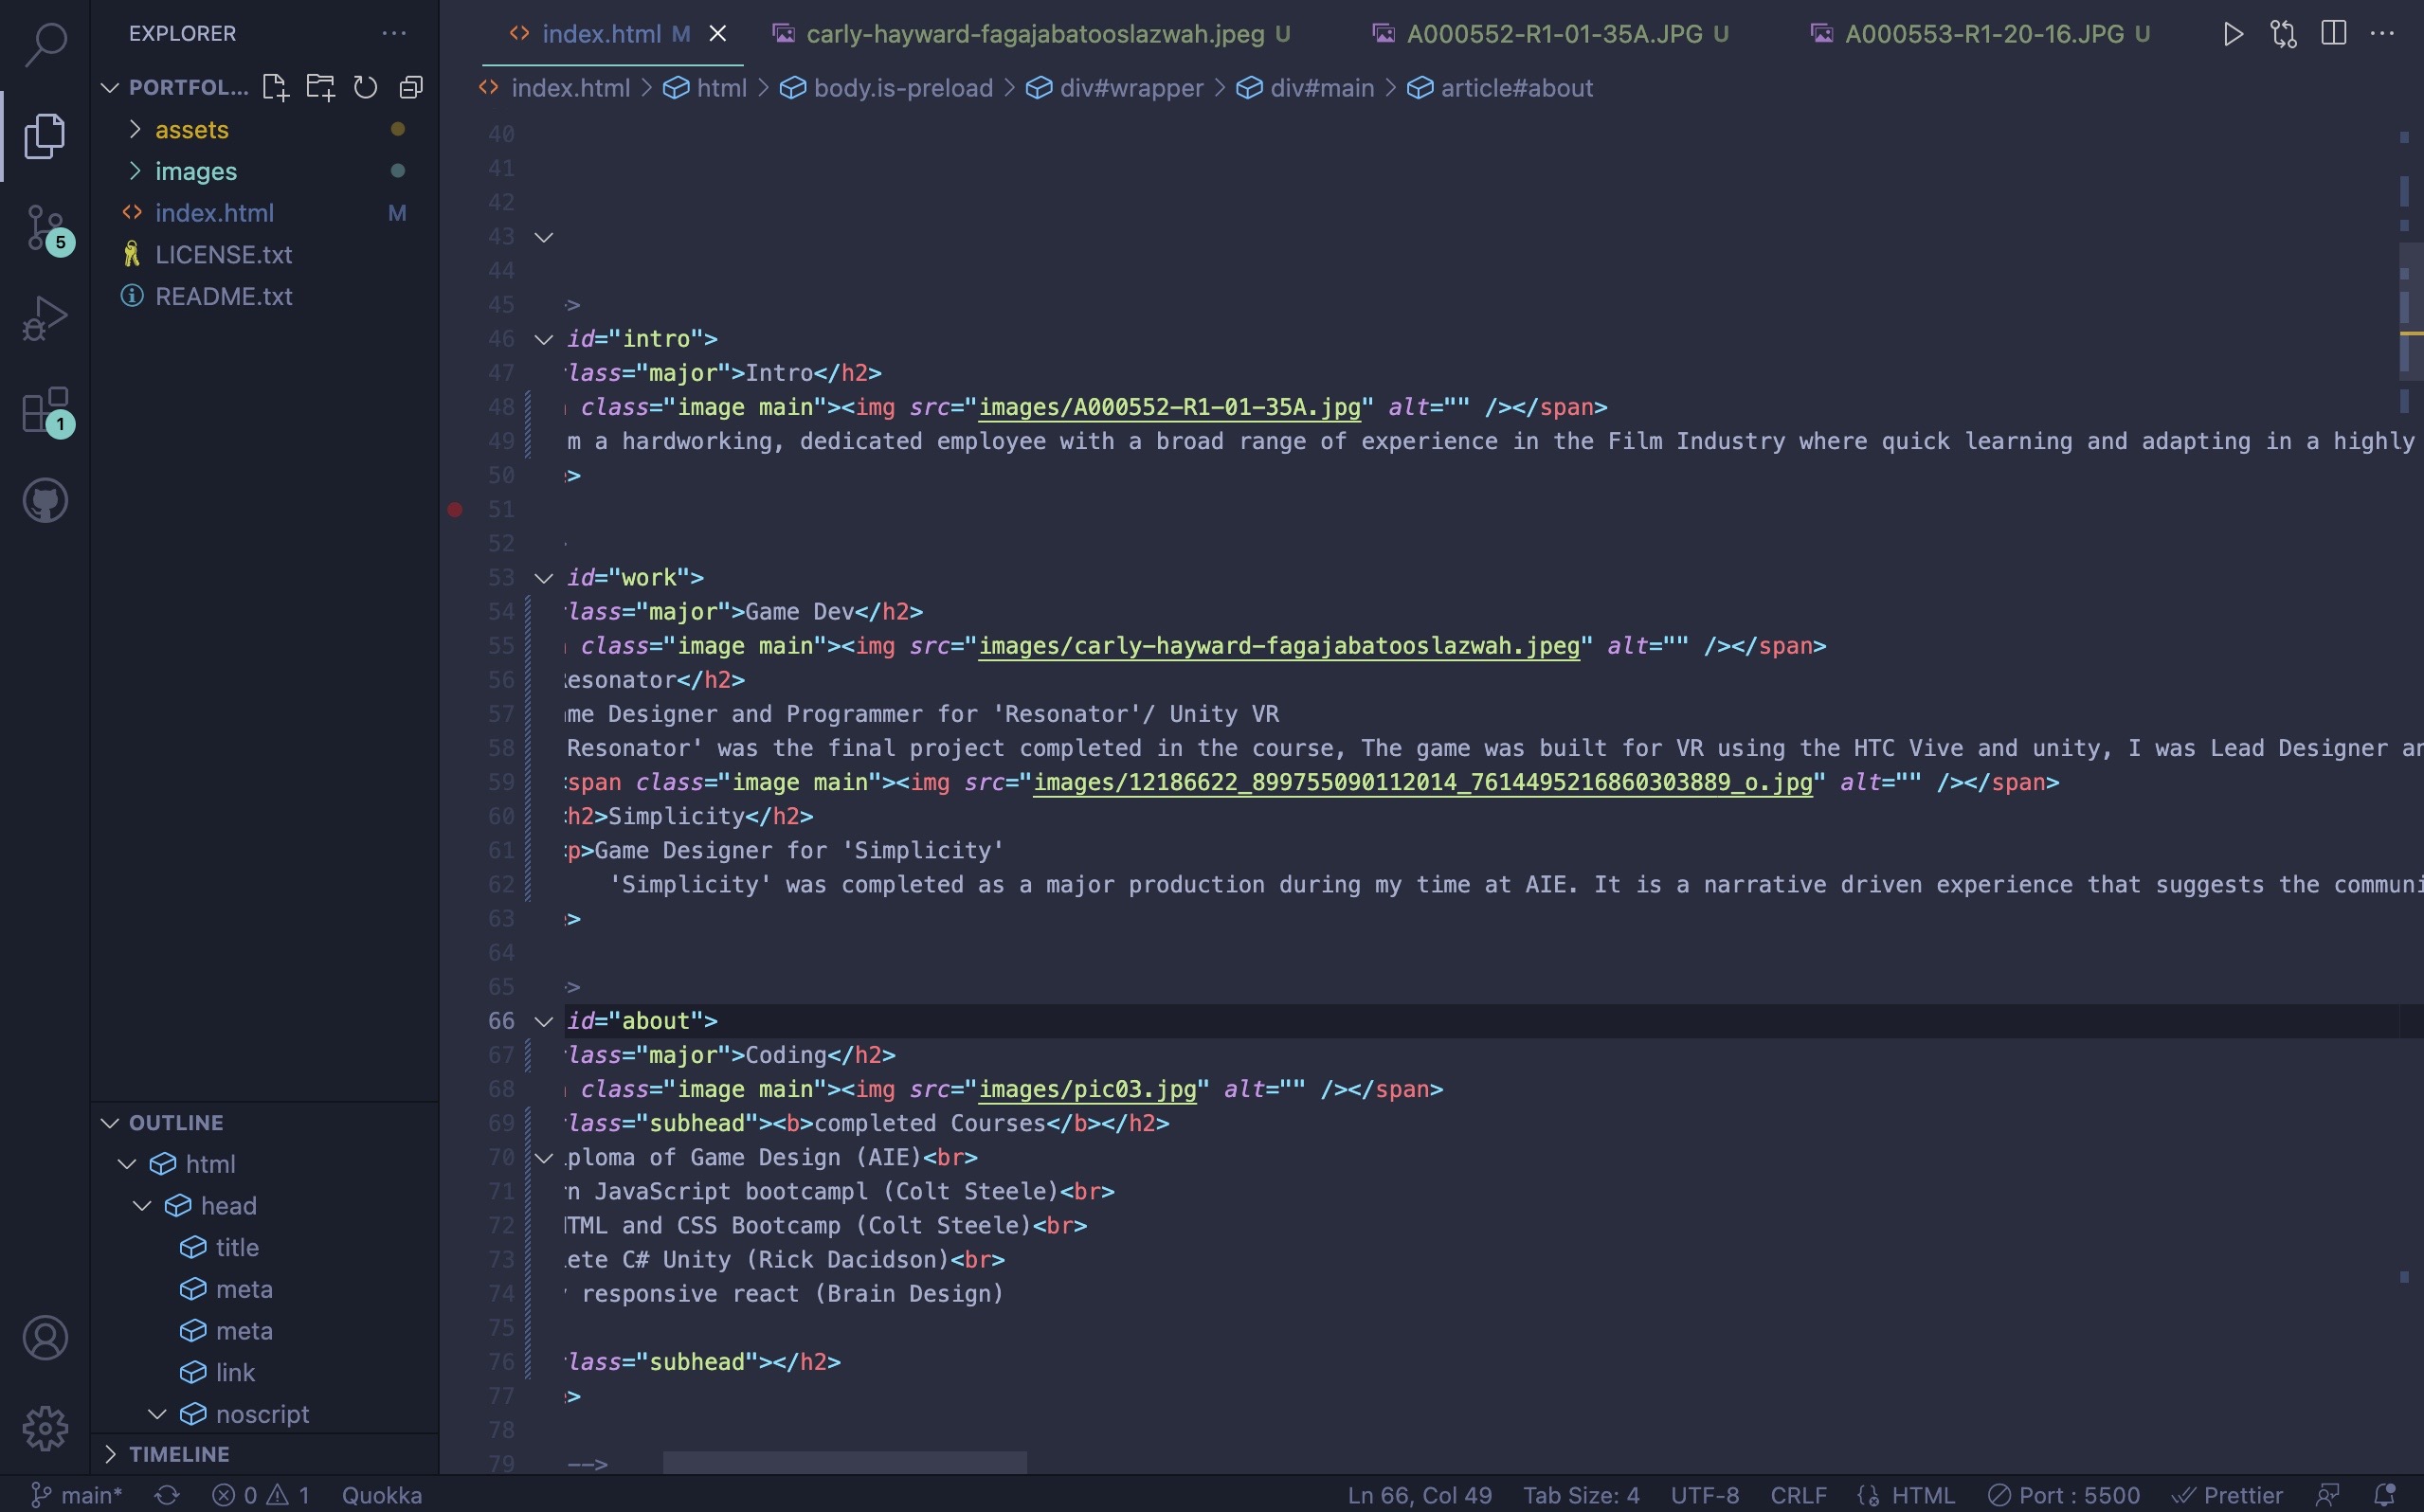 EXPLORER
PORTFOL...
assets
images
index.html M
LICENSE.txt
README.txt
5
1
OUTLINE
html
head
title
meta
meta
link
noscript
TIMELINE
index.html M
carly-hayward-fagajabatooslazwah.jpeg U
A000552-R1-01-35A.JPG U
A000553-R1-20-16.JPG U
index.html > html > body.is-preload > div#wrapper > div#main > article#about
40
41
42
43
44
45 ->
46 id="intro">
47 lass="major">Intro</h2>
48 class="image main"><img src="images/A000552-R1-01-35A.jpg" alt="" /></span>
49 m a hardworking, dedicated employee with a broad range of experience in the Film Industry where quick learning and adapting in a highly
50 >
51
52
53 id="work">
54 lass="major">Game Dev</h2>
55 class="image main"><img src="images/carly-hayward-fagajabatooslazwah.jpeg" alt="" /></span>
56 esonator</h2>
57 me Designer and Programmer for 'Resonator'/ Unity VR
58 Resonator' was the final project completed in the course, The game was built for VR using the HTC Vive and unity, I was Lead Designer an
59 span class="image main"><img src="images/12186622_899755090112014_7614495216860303889_o.jpg" alt="" /></span>
60 h2>Simplicity</h2>
61 p>Game Designer for 'Simplicity'
62 'Simplicity' was completed as a major production during my time at AIE. It is a narrative driven experience that suggests the communi
63 >
64
65 ->
66 id="about">
67 lass="major">Coding</h2>
68 class="image main"><img src="images/pic03.jpg" alt="" /></span>
69 lass="subhead"><b>completed Courses</b></h2>
70 ploma of Game Design (AIE)<br>
71 n JavaScript bootcampl (Colt Steele)<br>
72 TML and CSS Bootcamp (Colt Steele)<br>
73 ete C# Unity (Rick Dacidson)<br>
74 responsive react (Brain Design)
75
76 lass="subhead"></h2>
77 >
78
79 -->
main* 0 1 Quokka
Ln 66, Col 49 Tab Size: 4 UTF-8 CRLF HTML Port : 5500 Prettier